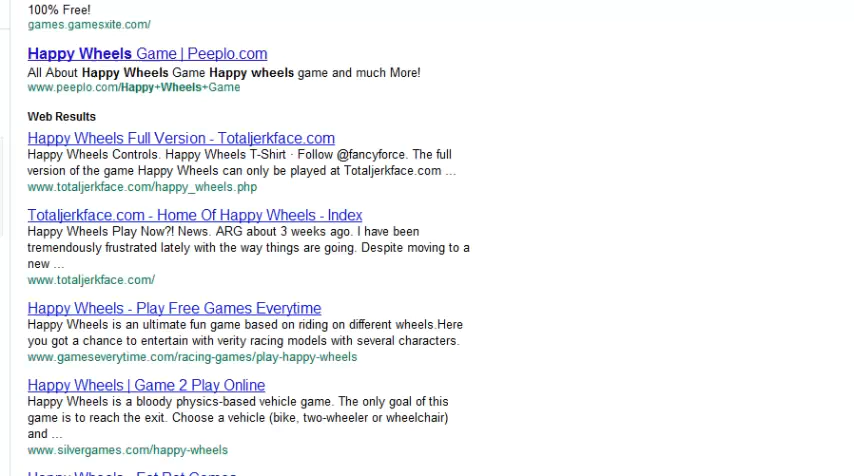 100% Free!
games.gamesxite.com/
Happy Wheels Game | Peeplo.com
All About Happy Wheels Game Happy wheels game and much More!
www.peeplo.com/Happy+Wheels+Game
Web Results
Happy Wheels Full Version - Totaljerkface.com
Happy Wheels Controls. Happy Wheels T-Shirt · Follow @fancyforce. The full
version of the game Happy Wheels can only be played at Totaljerkface.com ...
www.totaljerkface.com/happy_wheels.php
Totaljerkface.com - Home Of Happy Wheels - Index
Happy Wheels Play Now?! News. ARG about 3 weeks ago. I have been
tremendously frustrated lately with the way things are going. Despite moving to a
new ...
www.totaljerkface.com/
Happy Wheels - Play Free Games Everytime
Happy Wheels is an ultimate fun game based on riding on different wheels.Here
you got a chance to entertain with verity racing models with several characters.
www.gameseverytime.com/racing-games/play-happy-wheels
Happy Wheels | Game 2 Play Online
Happy Wheels is a bloody physics-based vehicle game. The only goal of this
game is to reach the exit. Choose a vehicle (bike, two-wheeler or wheelchair)
and ...
www.silvergames.com/happy-wheels
Happy Wheels - Fat Pot Games